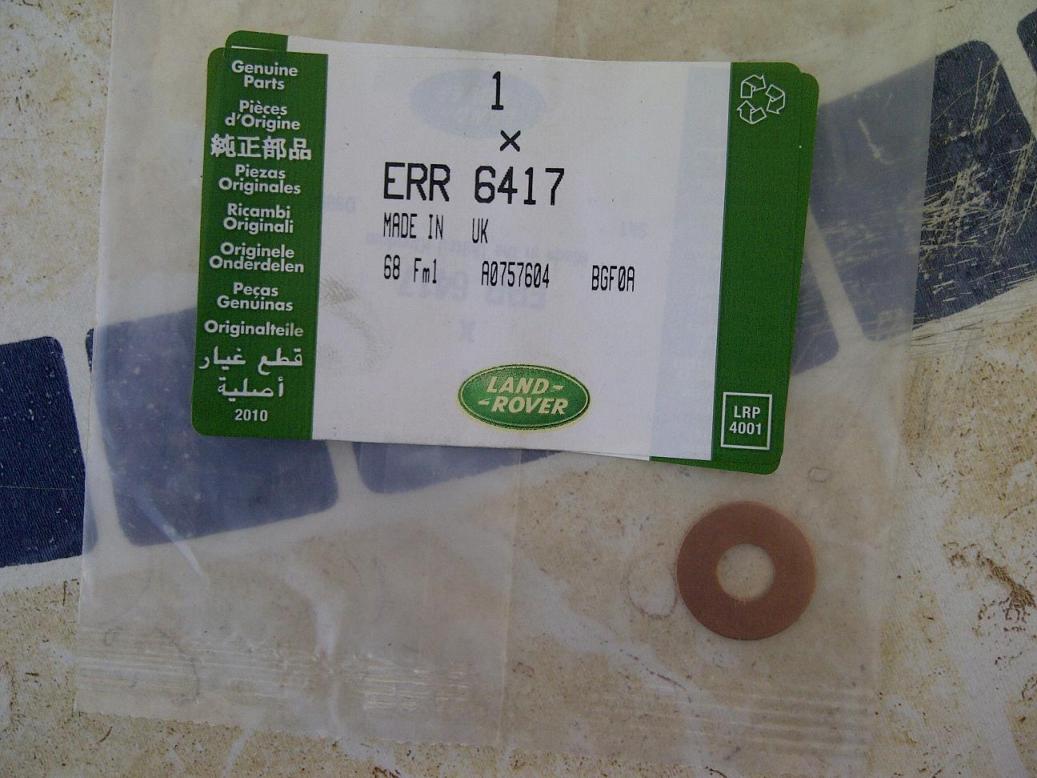 Genuine
Parts
Pièces
d'Origine
純正部品
Piezas
Originales
Ricambi
Originali
Originele
Onderdelen
Peças
Genúinas
Originalteile
قطع غيار
أصلية
2010
1
×
ERR 6417
MADE IN UK
68 Fm1 A0757604 BGF0A
LAND-
-ROVER
LRP
4001